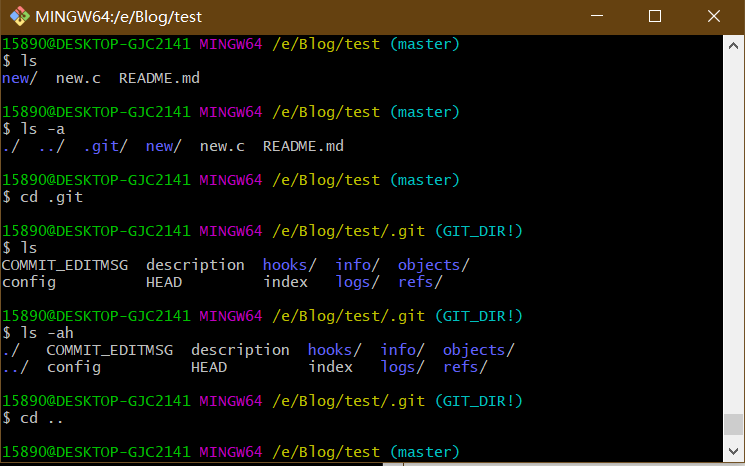 MINGW64:/e/Blog/test
15890@DESKTOP-GJC2141 MINGW64 /e/Blog/test (master)
$ ls
new/  new.c  README.md
15890@DESKTOP-GJC2141 MINGW64 /e/Blog/test (master)
$ ls -a
./  ../  .git/  new/  new.c  README.md
15890@DESKTOP-GJC2141 MINGW64 /e/Blog/test (master)
$ cd .git
15890@DESKTOP-GJC2141 MINGW64 /e/Blog/test/.git (GIT_DIR!)
$ ls
COMMIT_EDITMSG  description  hooks/  info/  objects/
config          HEAD         index   logs/  refs/
15890@DESKTOP-GJC2141 MINGW64 /e/Blog/test/.git (GIT_DIR!)
$ ls -ah
./   COMMIT_EDITMSG  description  hooks/  info/  objects/
../  config          HEAD         index   logs/  refs/
15890@DESKTOP-GJC2141 MINGW64 /e/Blog/test/.git (GIT_DIR!)
$ cd ..
15890@DESKTOP-GJC2141 MINGW64 /e/Blog/test (master)